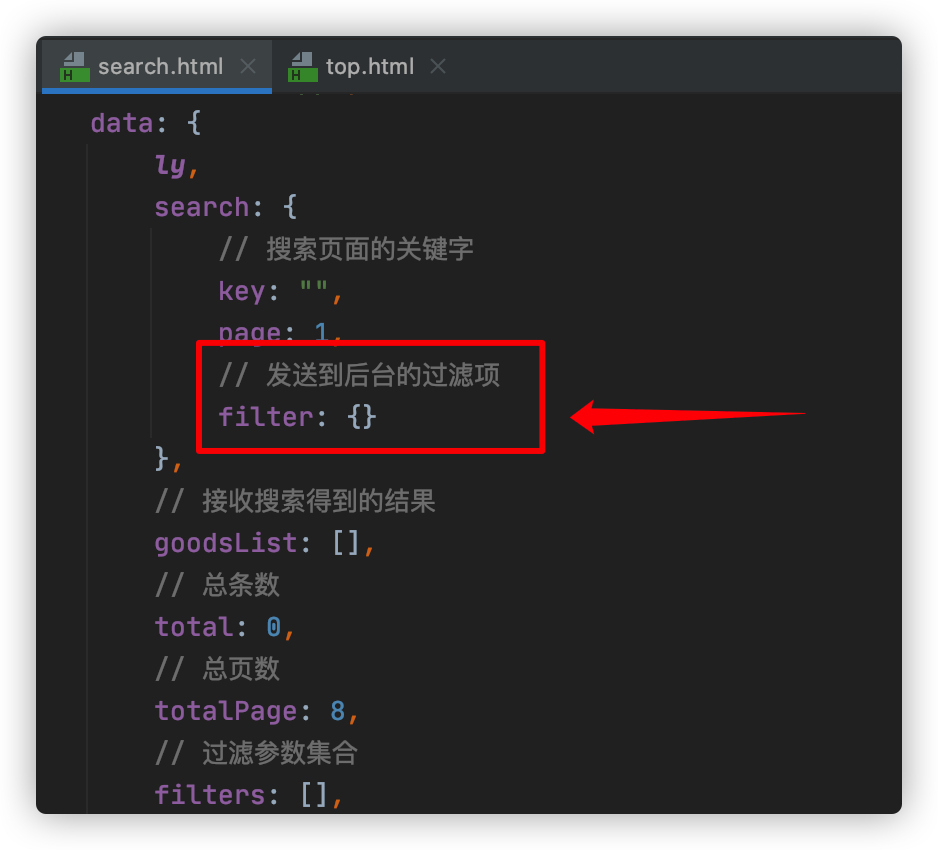 search.html top.html
data: {
ly,
search: {
// 搜索页面的关键字
key: "",
page: 1,
// 发送到后台的过滤项
filter: {}
},
// 接收搜索得到的结果
goodsList: [],
// 总条数
total: 0,
// 总页数
totalPage: 8,
// 过滤参数集合
filters: [],